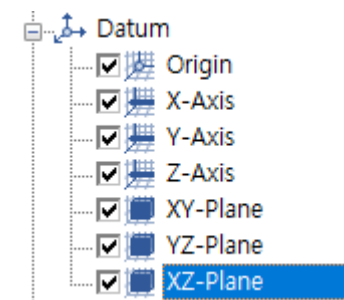 Datum
Origin
X-Axis
Y-Axis
Z-Axis
XY-Plane
YZ-Plane
XZ-Plane